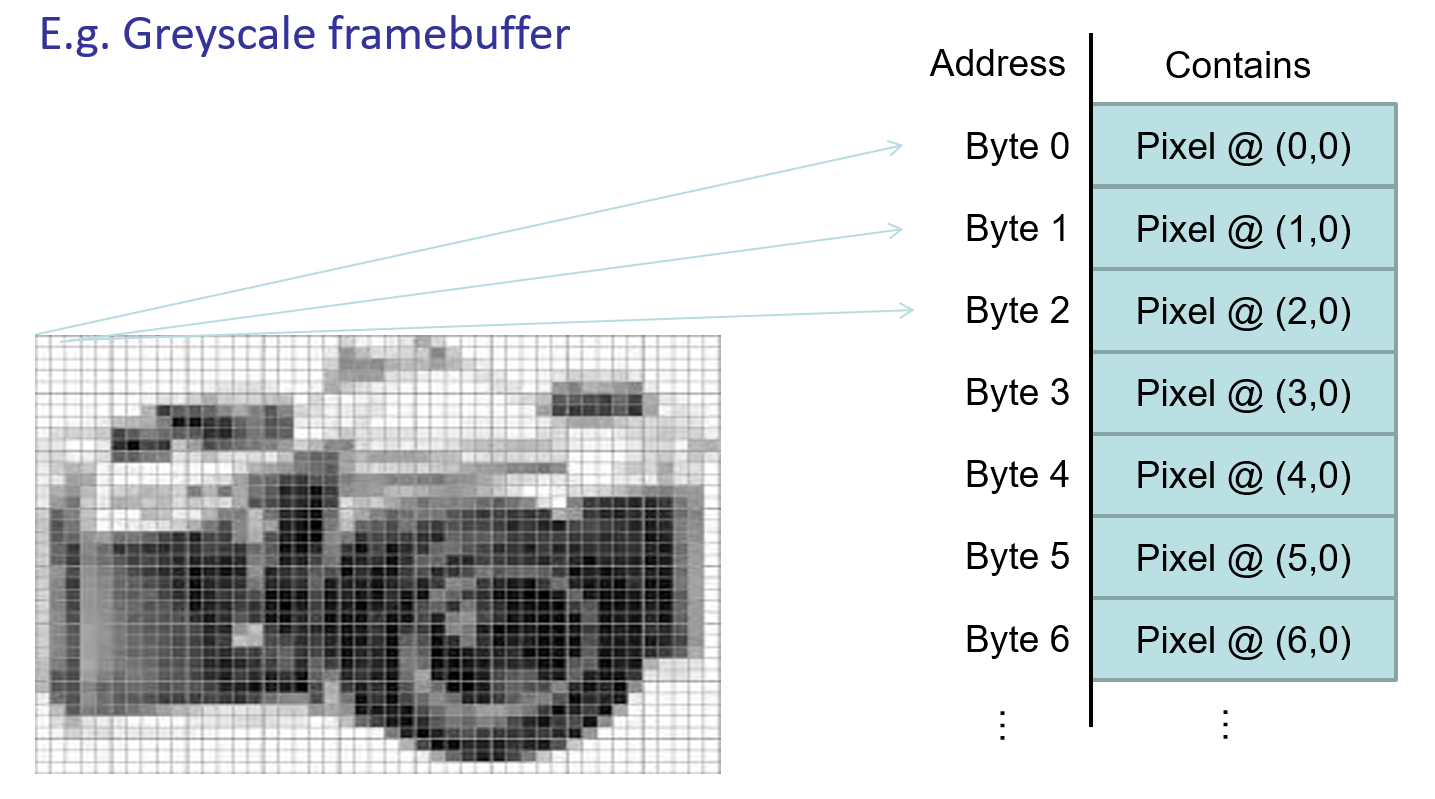 E.g. Greyscale framebuffer
Address Contains
Byte 0 Pixel @ (0,0)
Byte 1 Pixel @ (1,0)
Byte 2 Pixel @ (2,0)
Byte 3 Pixel @ (3,0)
Byte 4 Pixel @ (4,0)
Byte 5 Pixel @ (5,0)
Byte 6 Pixel @ (6,0)
⋮ ⋮